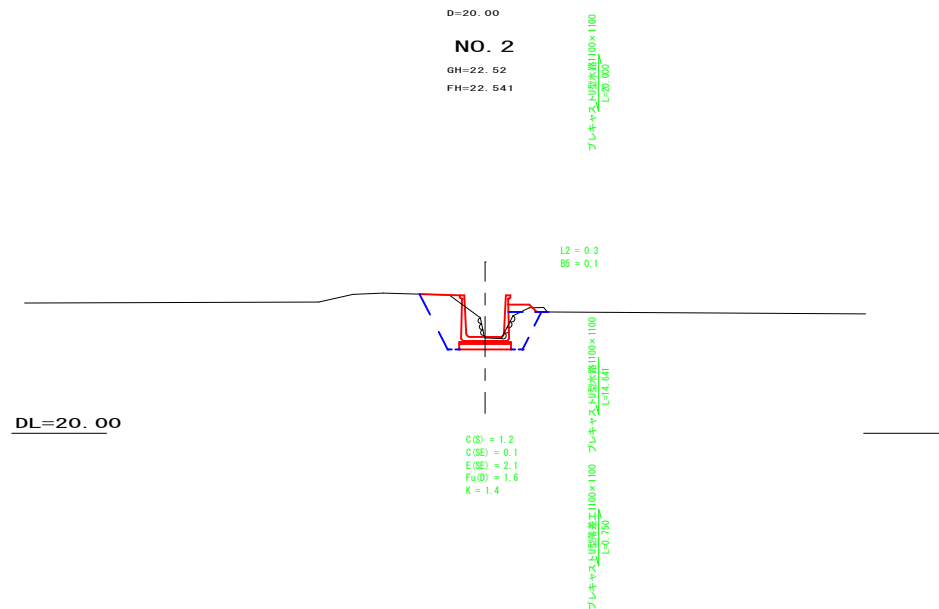 D=20.00
NO. 2
GH=22.52
FH=22.541
プレキャストU型水路1100×1100
L=20.000
L2 = 0.3
B5 = 0.1
プレキャストU型水路1100×1100
L=14.641
DL=20.00
C(S) = 1.2
C(SE) = 0.1
E(SE) = 2.1
Fu(D) = 1.6
K = 1.4
プレキャストU型落差工1100×1100
L=0.750